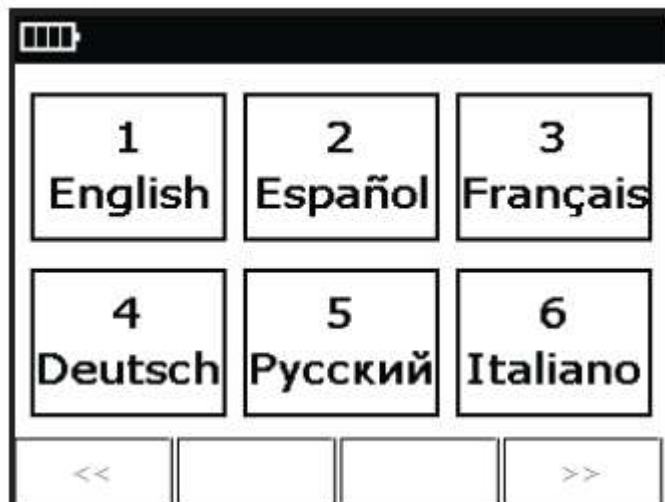 1
English
2
Español
3
Français
4
Deutsch
5
Русский
6
Italiano
<<
>>